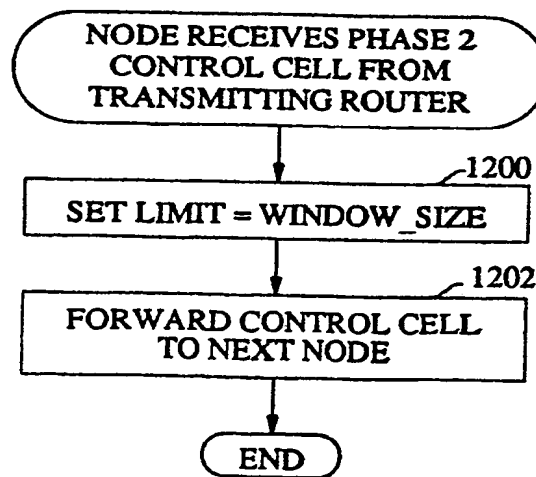 NODE RECEIVES PHASE 2
CONTROL CELL FROM
TRANSMITTING ROUTER
1200
SET LIMIT = WINDOW_SIZE
1202
FORWARD CONTROL CELL
TO NEXT NODE
END